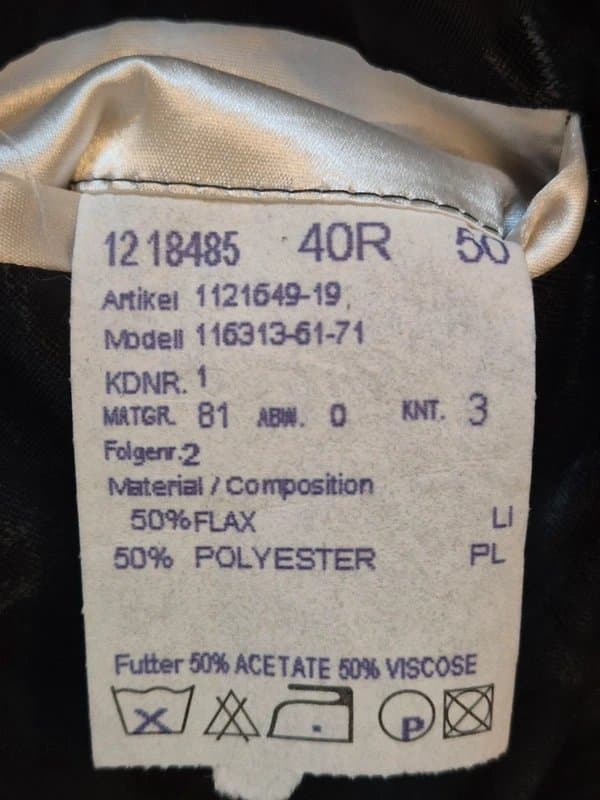 12 18485 40R 50
Artikel 1121649-19
Modell 116313-61-71
KDNR. 1
MATGR. 81 ABW. 0 KNT. 3
Folgenr.2
Material / Composition
50% FLAX LI
50% POLYESTER PL
Futter 50% ACETATE 50% VISCOSE
P